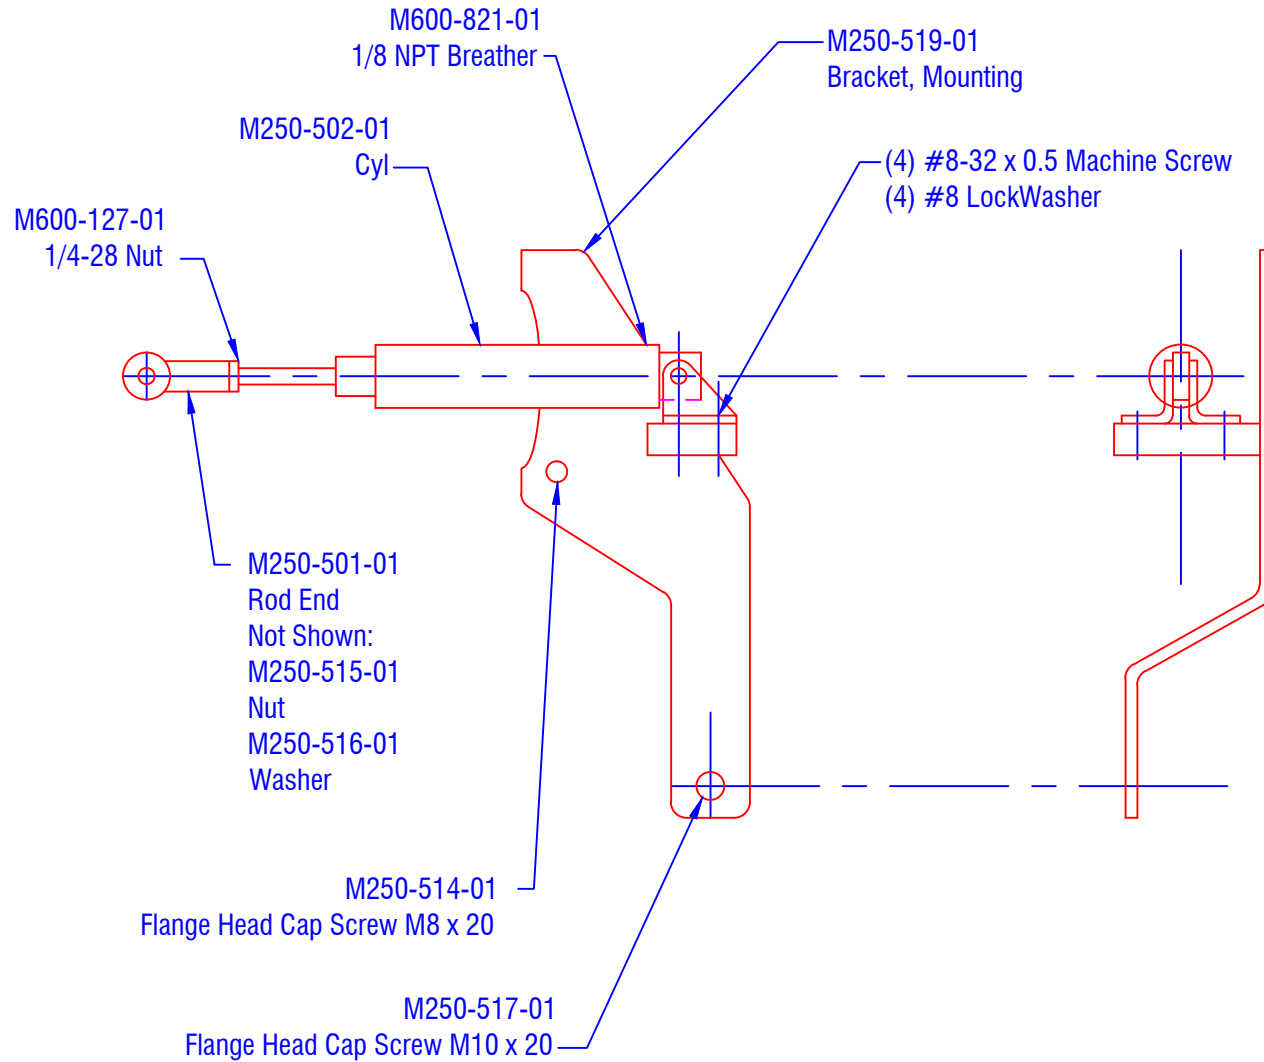 M600-821-01
1/8 NPT Breather
M250-519-01
Bracket, Mounting
M250-502-01
Cyl
(4) #8-32 x 0.5 Machine Screw
(4) #8 LockWasher
M600-127-01
1/4-28 Nut
M250-501-01
Rod End
Not Shown:
M250-515-01
Nut
M250-516-01
Washer
M250-514-01
Flange Head Cap Screw M8 x 20
M250-517-01
Flange Head Cap Screw M10 x 20